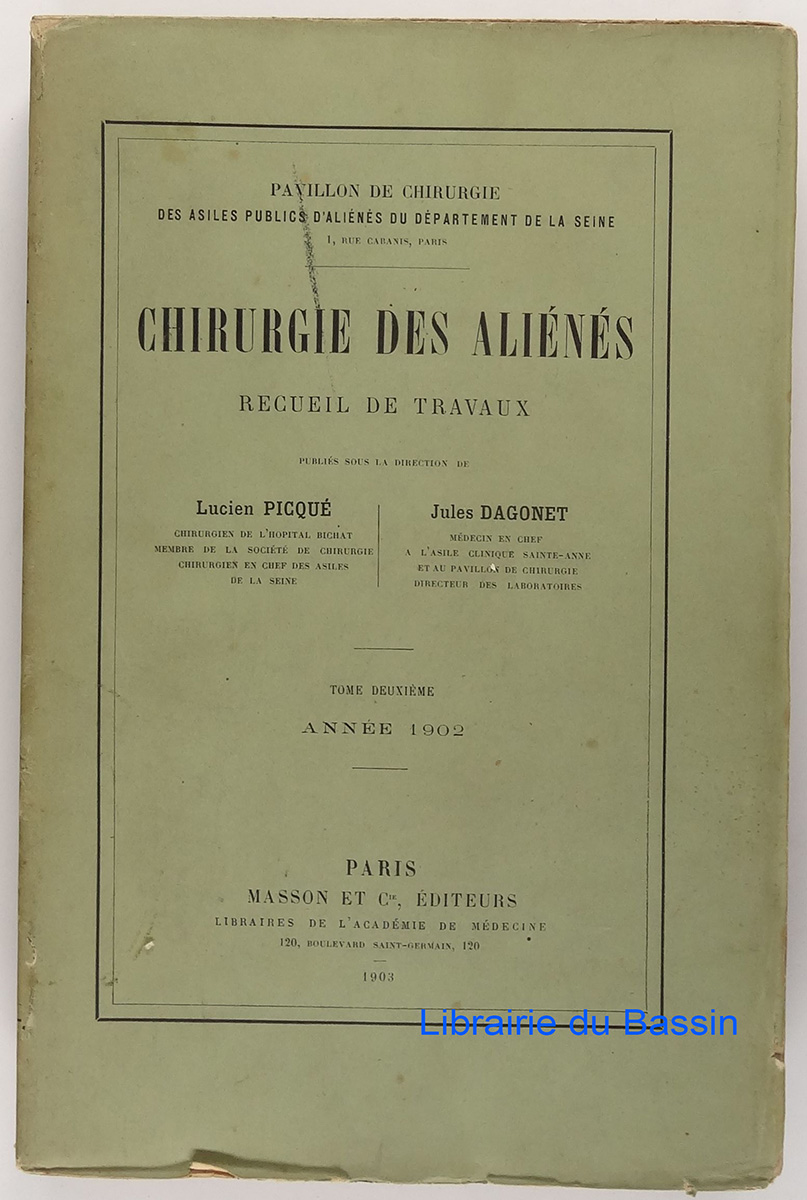 PAVILLON DE CHIRURGIE
DES ASILES PUBLICS D'ALIÉNÉS DU DÉPARTEMENT DE LA SEINE
1, RUE CABANIS, PARIS
CHIRURGIE DES ALIÉNÉS
RECUEIL DE TRAVAUX
PUBLIÉS SOUS LA DIRECTION DE
Lucien PICQUÉ
CHIRURGIEN DE L'HOPITAL BICHAT
MEMBRE DE LA SOCIÉTÉ DE CHIRURGIE
CHIRURGIEN EN CHEF DES ASILES
DE LA SEINE
Jules DAGONET
MÉDECIN EN CHEF
A L'ASILE CLINIQUE SAINTE-ANNE
ET AU PAVILLON DE CHIRURGIE
DIRECTEUR DES LABORATOIRES
TOME DEUXIÉME
ANNÉE 1902
PARIS
MASSON ET Cie, ÉDITEURS
LIBRAIRES DE L'ACADÉMIE DE MÉDECINE
120, BOULEVARD SAINT-GERMAIN, 120
1903
Librairie du Bassin